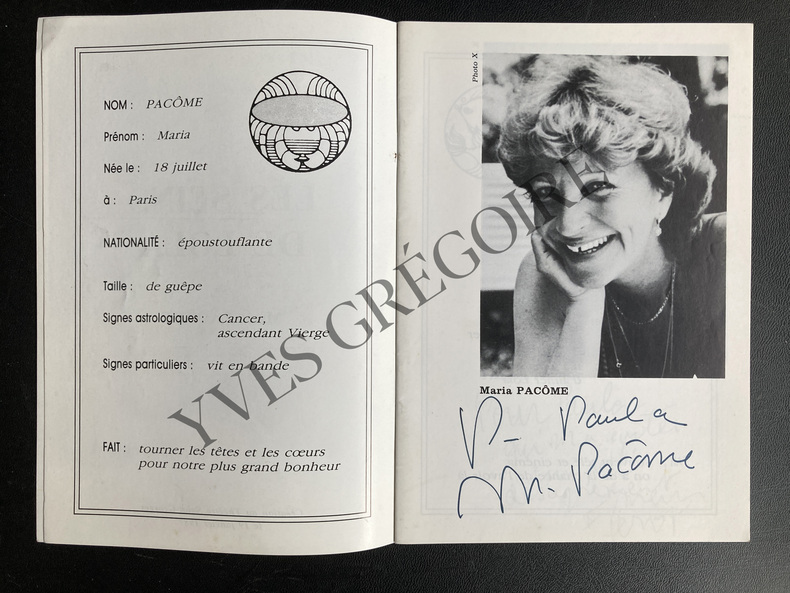 NOM : PACÔME
Prénom : Maria
Née le : 18 juillet
à : Paris
NATIONALITÉ : époustouflante
Taille : de guêpe
Signes astrologiques : Cancer,
ascendant Vierge
Signes particuliers : vit en bande
FAIT : tourner les têtes et les cœurs
pour notre plus grand bonheur
Photo X
Maria PACÔME
P- Paula
M. Pacôme
YVES GRÉGOIRE